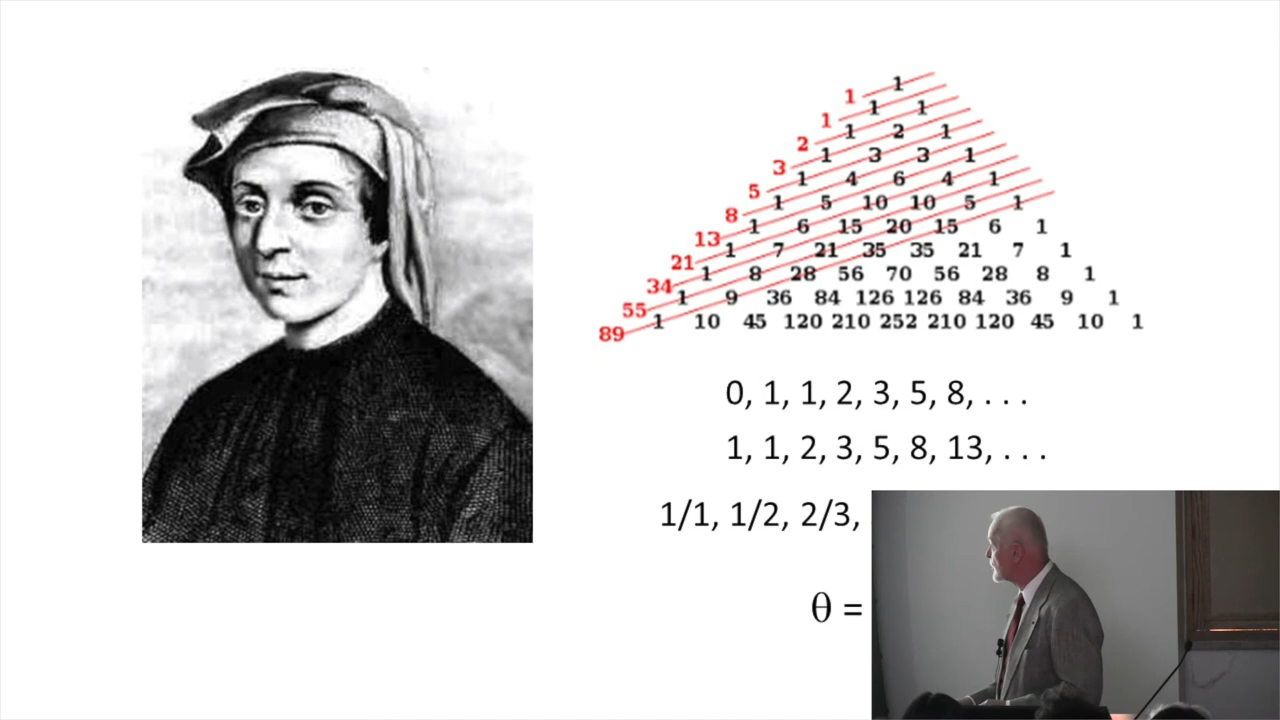 1 1
1 1 1
2 1 2 1
3 1 3 3 1
5 1 4 6 4 1
8 1 5 10 10 5 1
13 1 6 15 20 15 6 1
21 1 7 21 35 35 21 7 1
34 1 8 28 56 70 56 28 8 1
55 1 9 36 84 126 126 84 36 9 1
89 1 10 45 120 210 252 210 120 45 10 1
0, 1, 1, 2, 3, 5, 8, . . .
1, 1, 2, 3, 5, 8, 13, . . .
1/1, 1/2, 2/3,
θ =